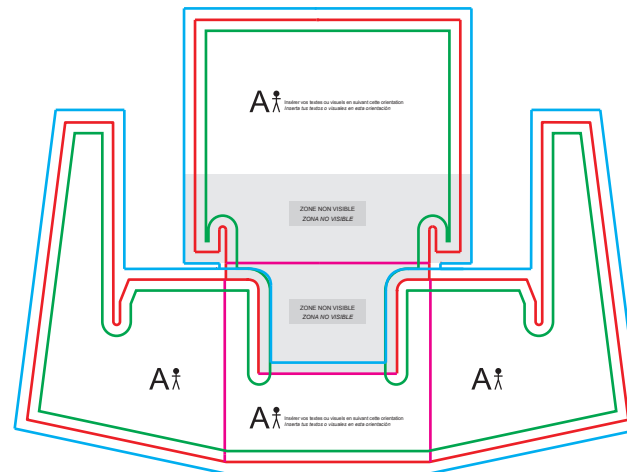 A Insérer vos textes ou visuels en suivant cette orientation
Inserte tus textos o visuales en esta orientación
ZONE NON VISIBLE
ZONA NO VISIBLE
ZONE NON VISIBLE
ZONA NO VISIBLE
A
A
A Insérer vos textes ou visuels en suivant cette orientation
Inserte tus textos o visuales en esta orientación